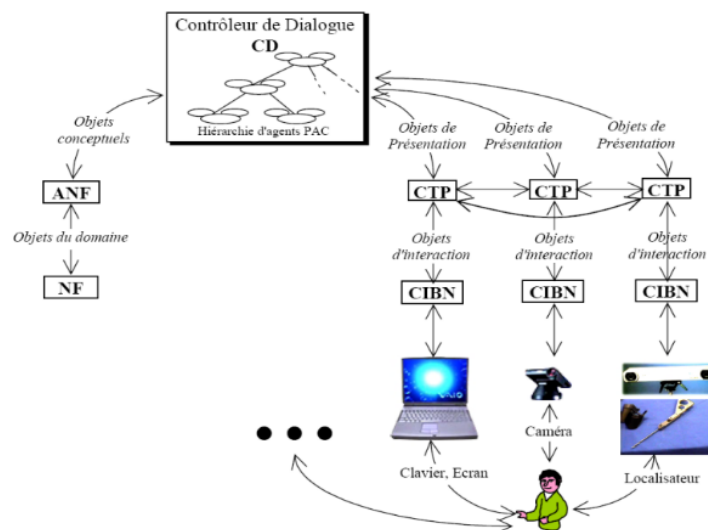 Contrôleur de Dialogue
CD
Hiérarchie d'agents PAC
Objets
conceptuels
Objets de
Présentation
Objets de
Présentation
Objets de
Présentation
ANF
CTP
CTP
CTP
Objets du domaine
Objets
d'interaction
Objets
d'interaction
Objets
d'interaction
NF
CIBN
CIBN
CIBN
Caméra
Clavier, Ecran
Localisateur